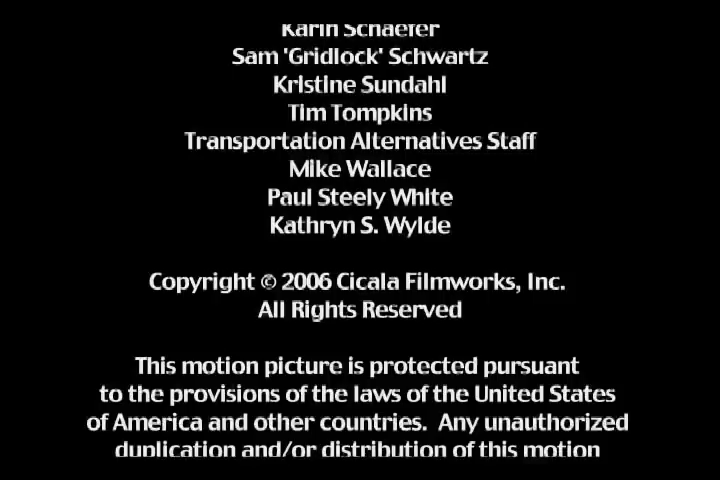 Karin Schaefer
Sam 'Gridlock' Schwartz
Kristine Sundahl
Tim Tompkins
Transportation Alternatives Staff
Mike Wallace
Paul Steely White
Kathryn S. Wylde
Copyright © 2006 Cicala Filmworks, Inc.
All Rights Reserved
This motion picture is protected pursuant
to the provisions of the laws of the United States
of America and other countries.  Any unauthorized
duplication and/or distribution of this motion